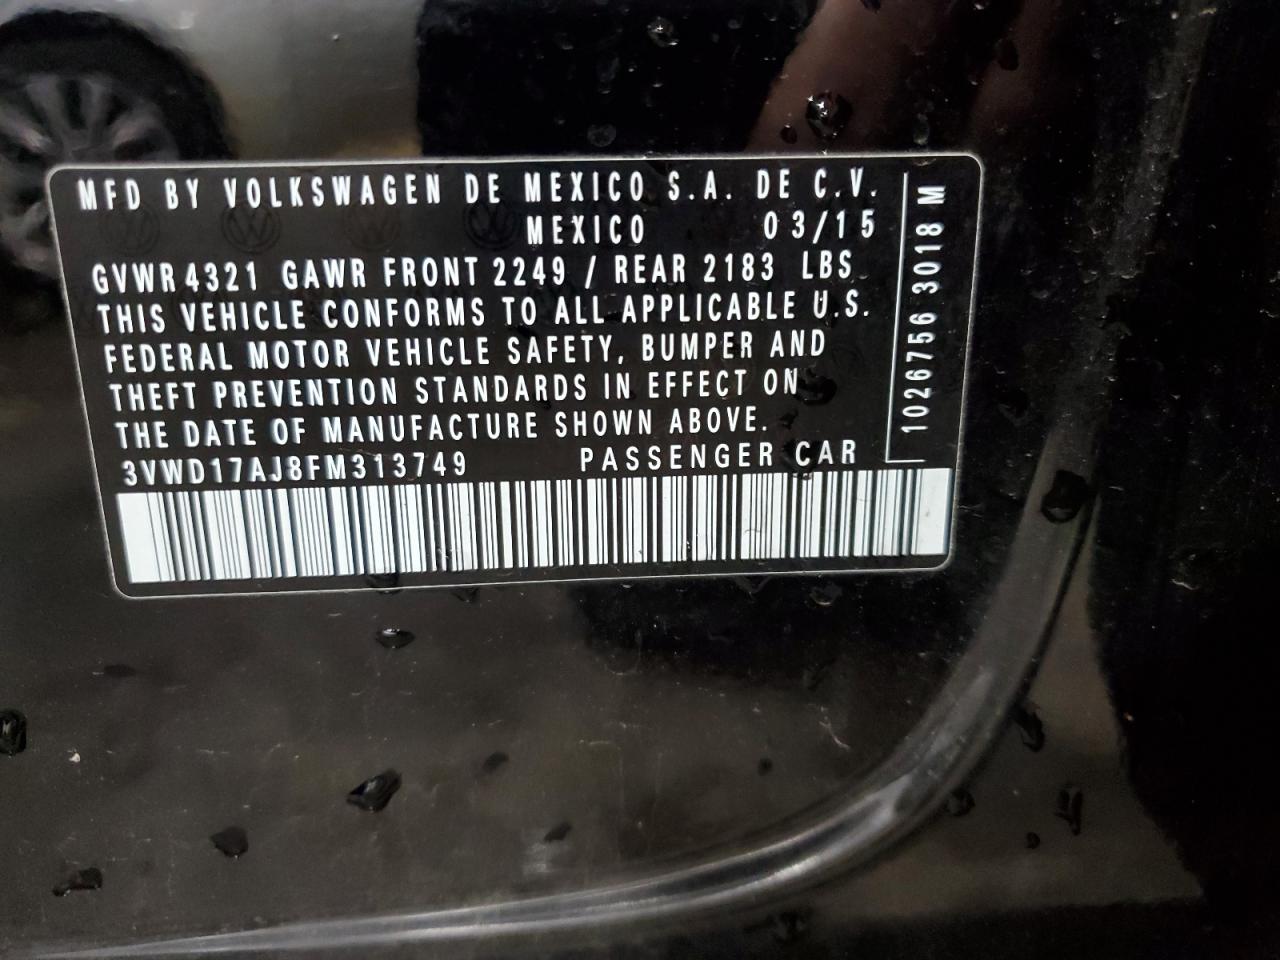 MFD BY VOLKSWAGEN DE MEXICO S.A. DE C.V.
MEXICO 03/15
GVWR 4321 GAWR FRONT 2249 / REAR 2183 LBS
THIS VEHICLE CONFORMS TO ALL APPLICABLE U.S.
FEDERAL MOTOR VEHICLE SAFETY, BUMPER AND
THEFT PREVENTION STANDARDS IN EFFECT ON
THE DATE OF MANUFACTURE SHOWN ABOVE.
3VWD17AJ8FM313749 PASSENGER CAR
1026756 3018 M